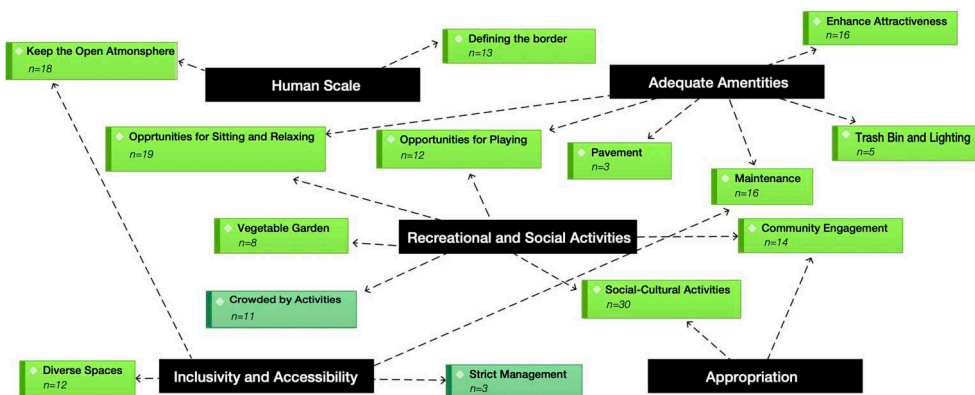 Enhance Attractiveness
n=16
Keep the Open Atmonsphere
n=18
Defining the border
n=13
Human Scale
Adequate Amentities
Opprtunities for Sitting and Relaxing
n=19
Opportunities for Playing
n=12
Pavement
n=3
Trash Bin and Lighting
n=5
Maintenance
n=16
Vegetable Garden
n=8
Recreational and Social Activities
Community Engagement
n=14
Crowded by Activities
n=11
Social-Cultural Activities
n=30
Diverse Spaces
n=12
Inclusivity and Accessibility
Strict Management
n=3
Appropriation